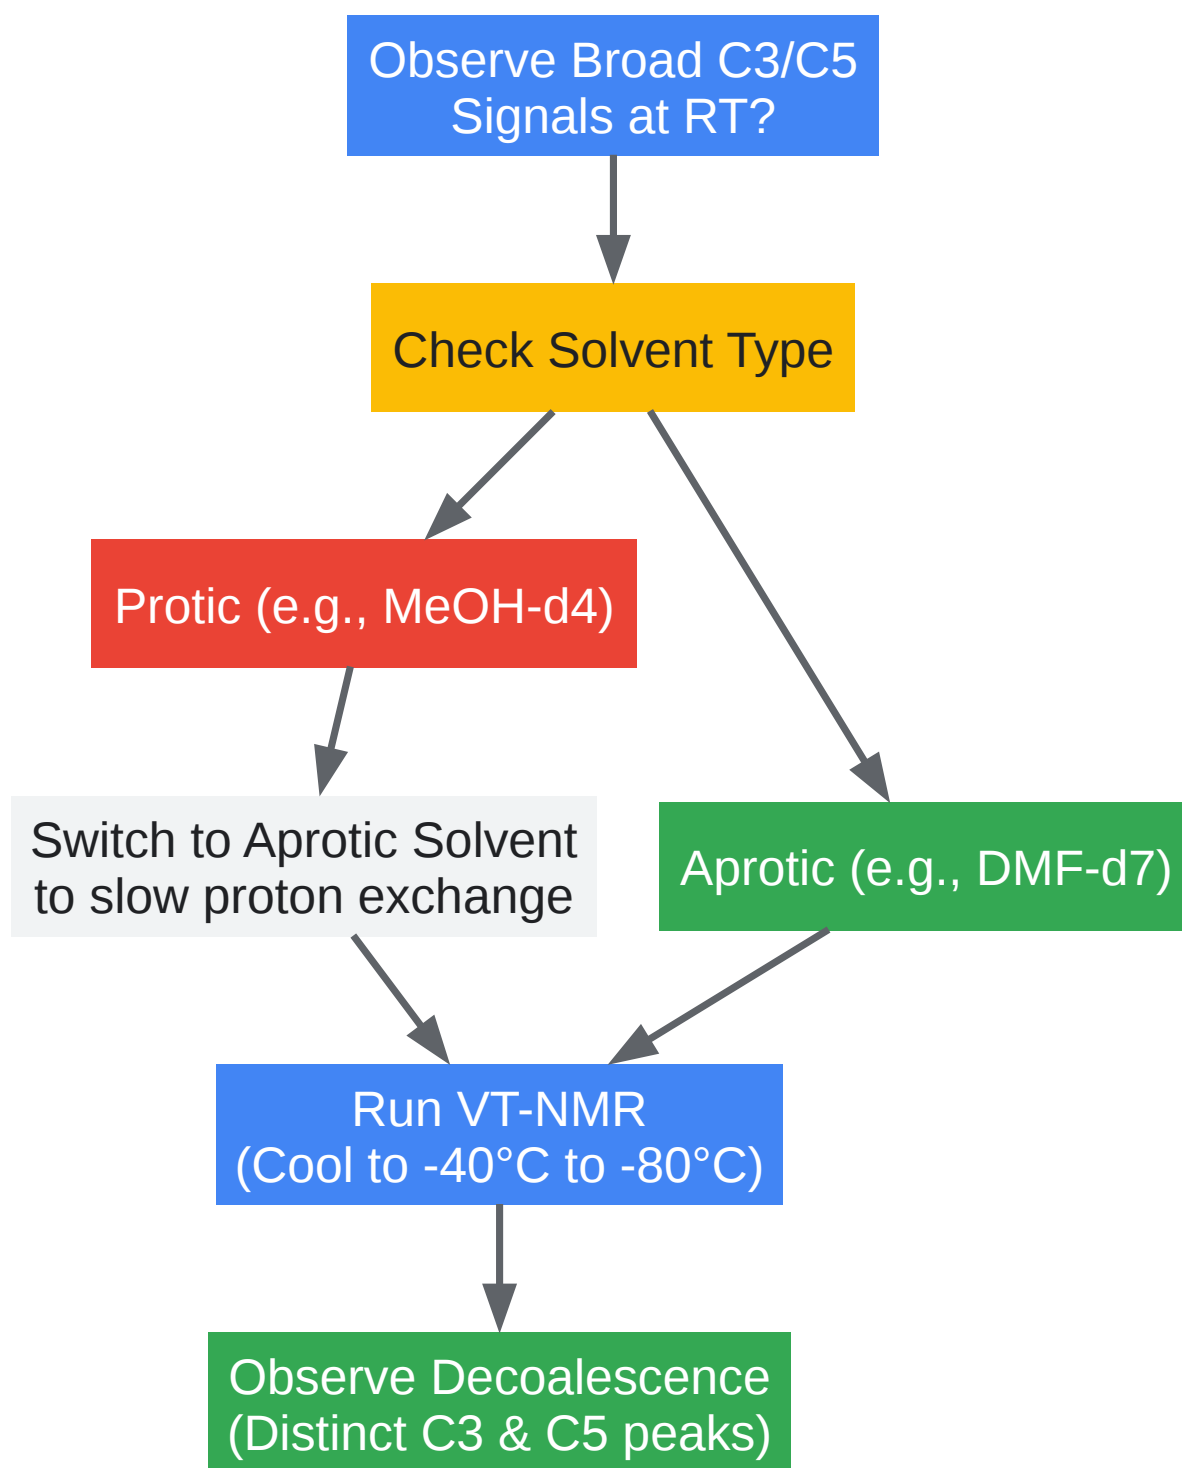 Observe Broad C3/C5
Signals at RT?
Check Solvent Type
Protic (e.g., MeOH-d4)
Switch to Aprotic Solvent
to slow proton exchange
Aprotic (e.g., DMF-d7)
Run VT-NMR
(Cool to -40°C to -80°C)
Observe Decoalescence
(Distinct C3 & C5 peaks)